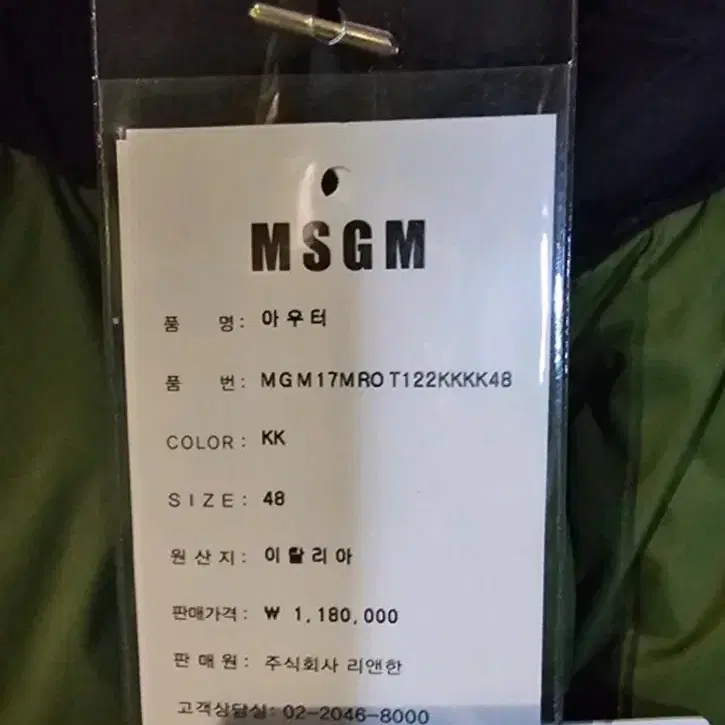 MSGM
품 명: 아우터
품 번: MGM17MROT122KKKK48
COLOR: KK
SIZE: 48
원산지: 이탈리아
판매가격: ₩ 1,180,000
판매원: 주식회사 리앤한
고객상담실: 02-2046-8000